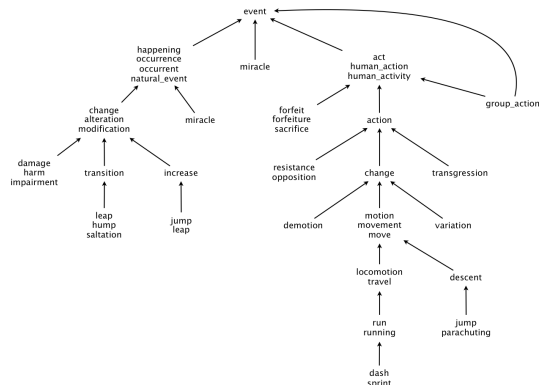 event
happening
occurrence
occurrent
natural_event
miracle
act
human_action
human_activity
change
alteration
modification
miracle
forfeit
forfeiture
sacrifice
action
group_action
damage
harm
impairment
transition
increase
resistance
opposition
change
transgression
leap
hump
saltation
jump
leap
demotion
motion
movement
move
variation
locomotion
travel
descent
run
running
jump
parachuting
dash
sprint